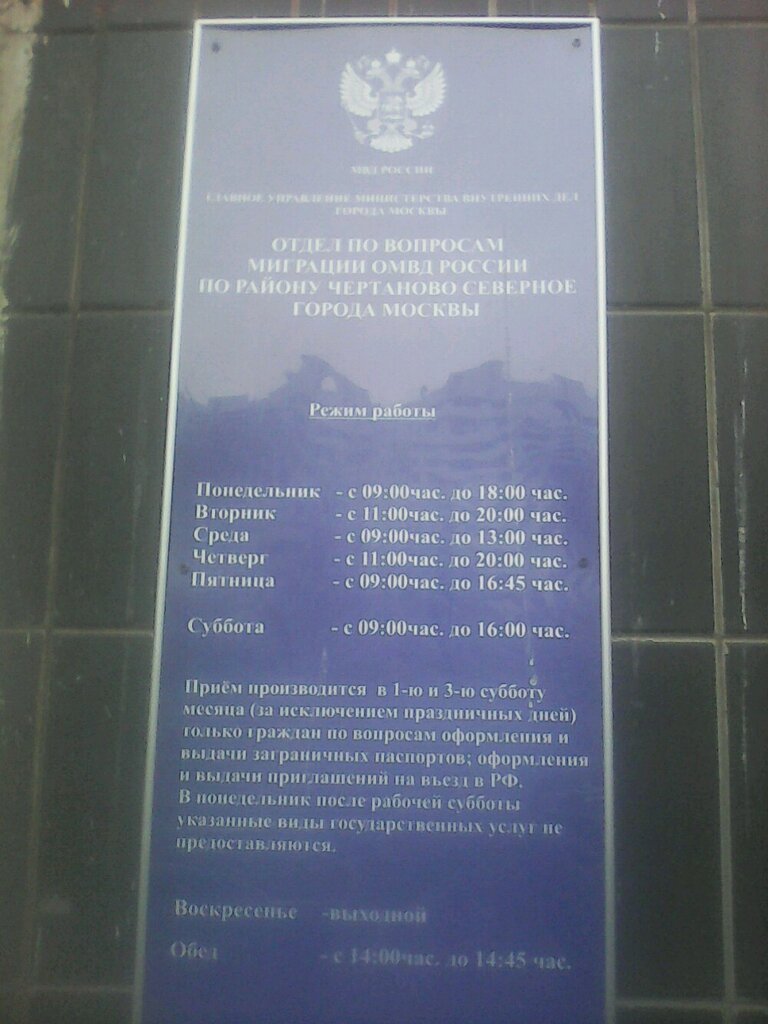 МВД РОССИИ
ГЛАВНОЕ УПРАВЛЕНИЕ МИНИСТЕРСТВА ВНУТРЕННИХ ДЕЛ
ГОРОДА МОСКВЫ
ОТДЕЛ ПО ВОПРОСАМ
МИГРАЦИИ ОМВД РОССИИ
ПО РАЙОНУ ЧЕРТАНОВО СЕВЕРНОЕ
ГОРОДА МОСКВЫ
Режим работы
Понедельник - с 09:00час. до 18:00 час.
Вторник - с 11:00час. до 20:00 час.
Среда - с 09:00час. до 13:00 час.
Четверг - с 11:00час. до 20:00 час.
Пятница - с 09:00час. до 16:45 час.
Суббота - с 09:00час. до 16:00 час.
Приём производится в 1-ю и 3-ю субботу
месяца (за исключением праздничных дней)
только граждан по вопросам оформления и
выдачи заграничных паспортов; оформления
и выдачи приглашений на въезд в РФ.
В понедельник после рабочей субботы
указанные виды государственных услуг не
предоставляются.
Воскресенье -выходной
Обед - с 14:00час. до 14:45 час.